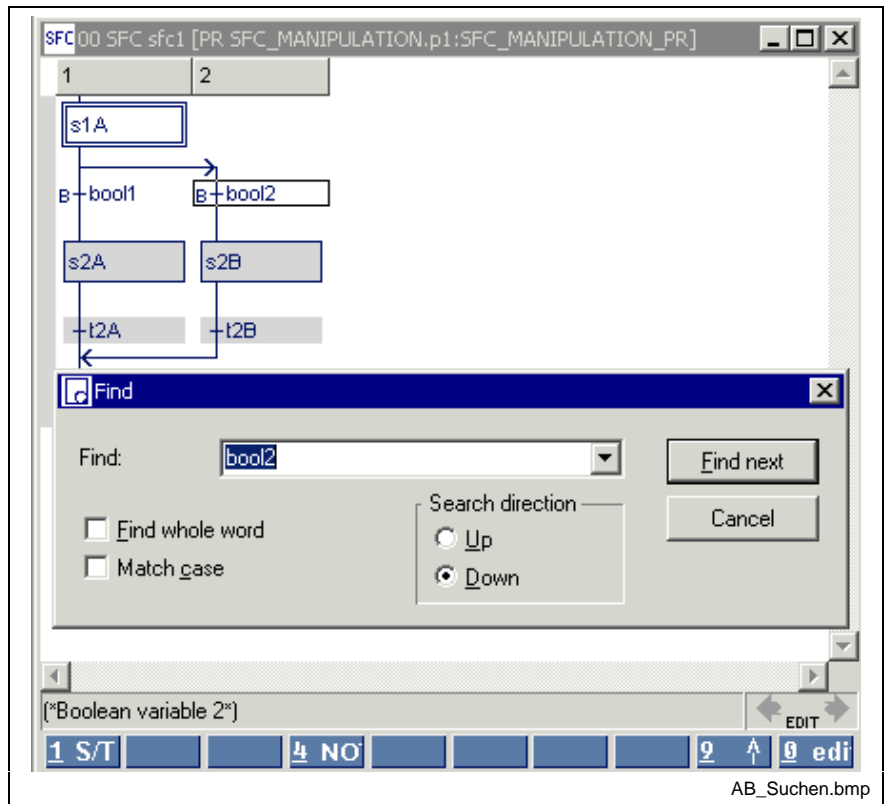 SFC 00 SFC sfc1 [PR SFC_MANIPULATION.p1:SFC_MANIPULATION_PR]
1 2
s1A
B bool1 B bool2
s2A s2B
t2A t2B
Find
Find: bool2 Find next
Search direction
Find whole word Up Cancel
Match case Down
(*Boolean variable 2*) EDIT
1 S/T 4 NO 9 ↑ 0 edi
AB_Suchen.bmp